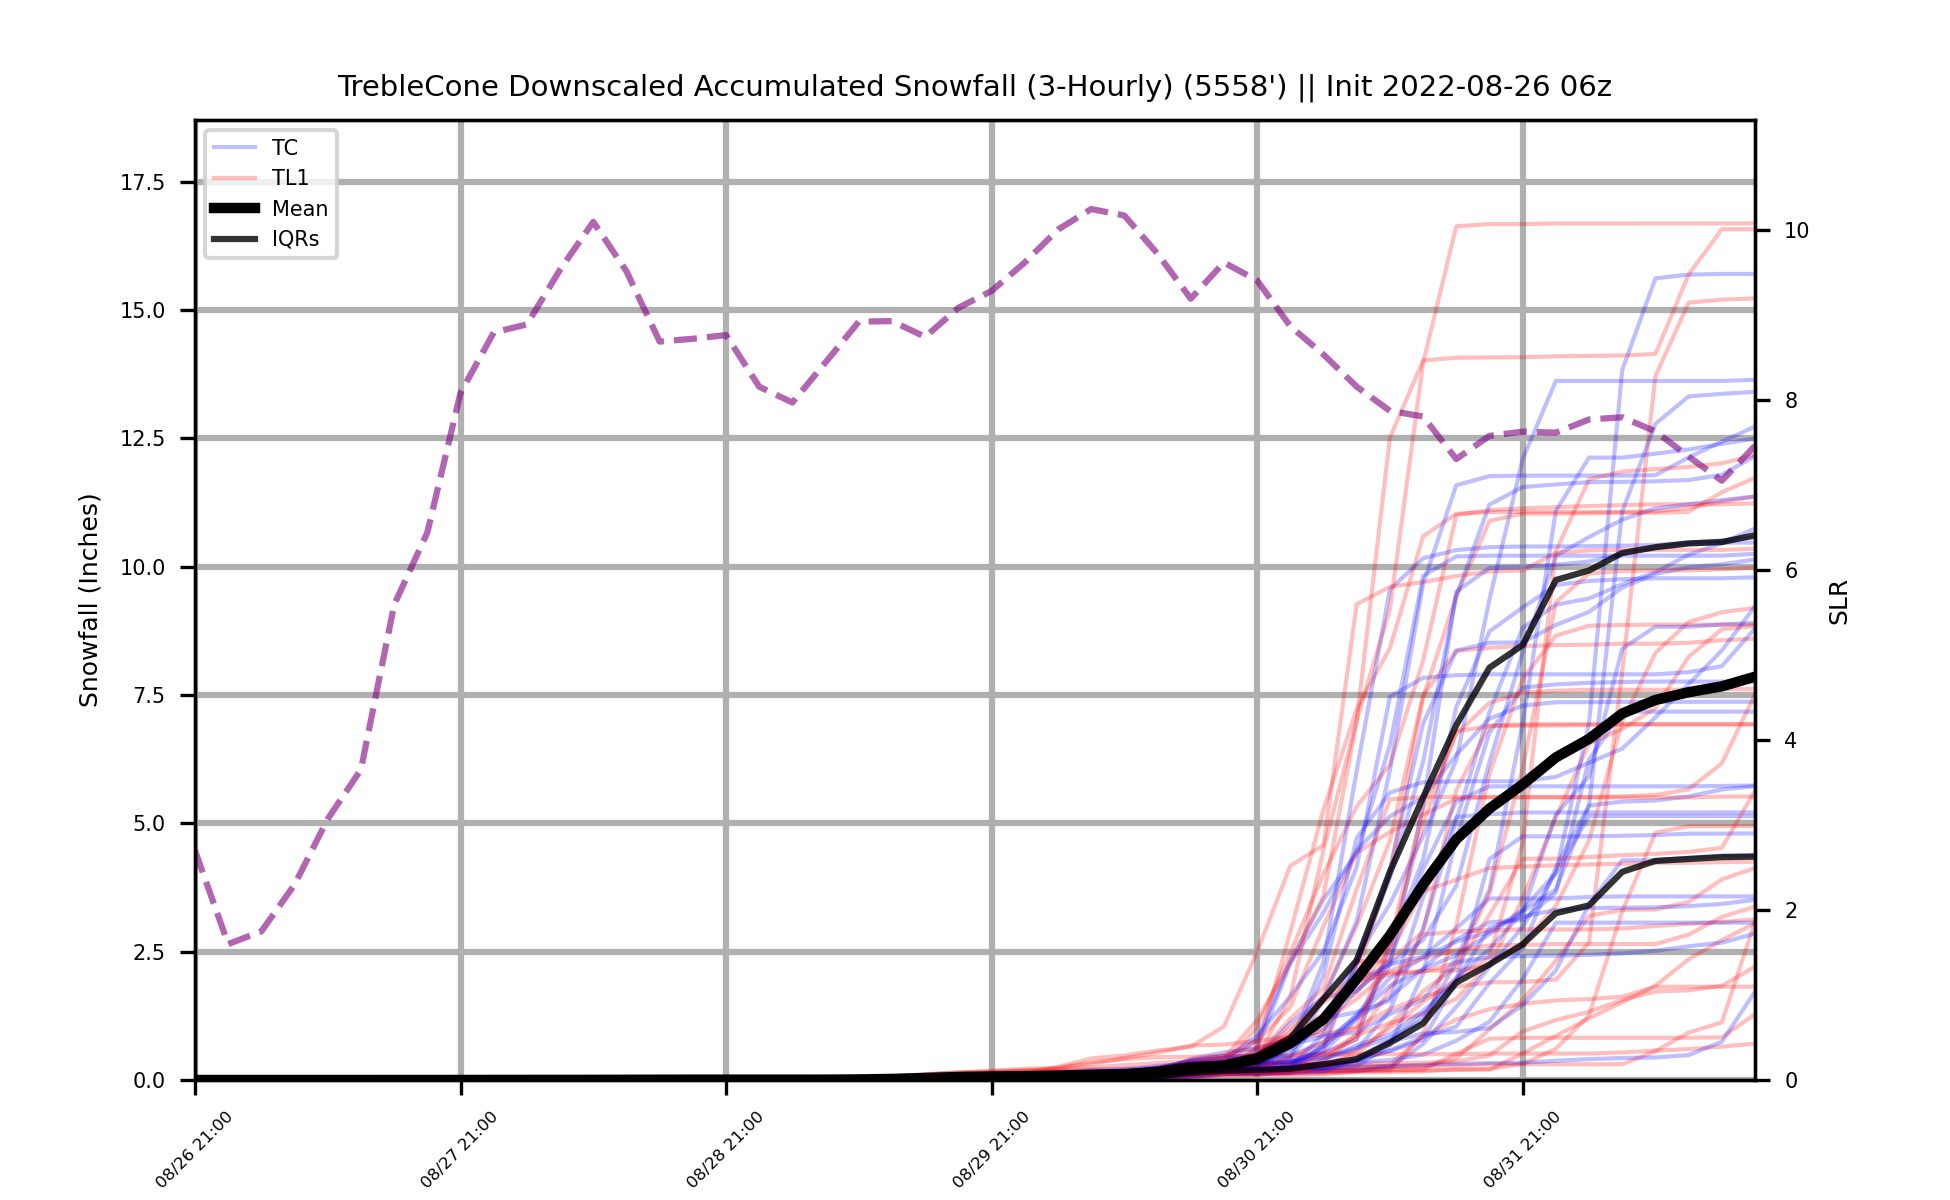 TrebleCone Downscaled Accumulated Snowfall (3-Hourly) (5558') || Init 2022-08-26 06z
TC
TL1
Mean
IQRs
Snowfall (Inches)
17.5
15.0
12.5
10.0
7.5
5.0
2.5
0.0
10
8
6
4
2
0
SLR
08/26 21:00
08/27 21:00
08/28 21:00
08/29 21:00
08/30 21:00
08/31 21:00